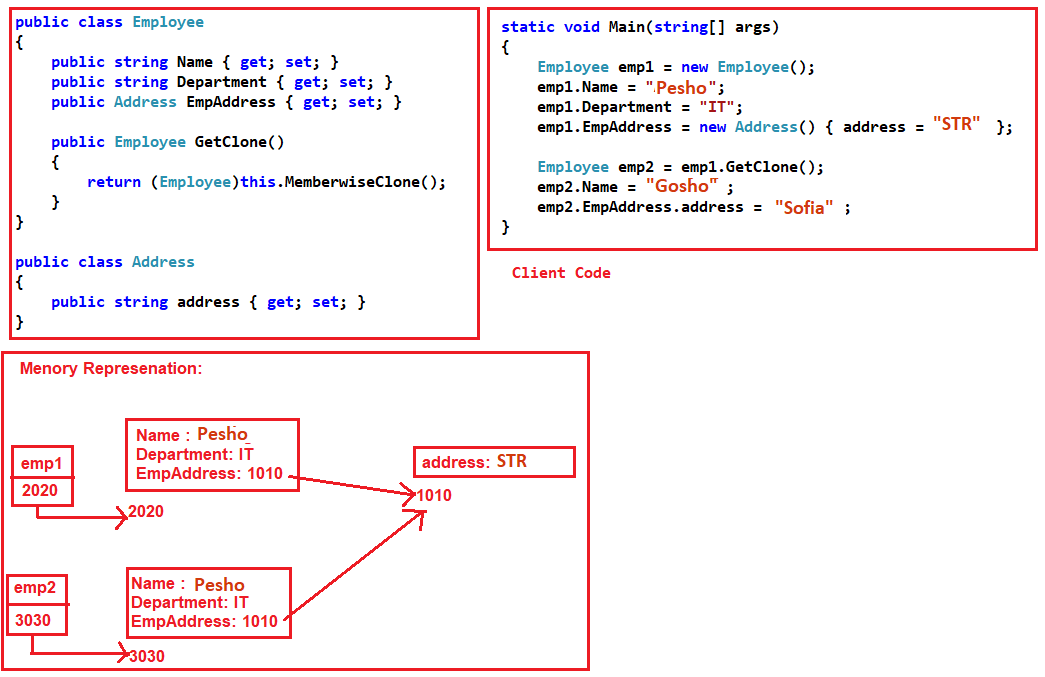 public class Employee
{
public string Name { get; set; }
public string Department { get; set; }
public Address EmpAddress { get; set; }
public Employee GetClone()
{
return (Employee)this.MemberwiseClone();
}
}
public class Address
{
public string address { get; set; }
}
static void Main(string[] args)
{
Employee emp1 = new Employee();
emp1.Name = "Pesho";
emp1.Department = "IT";
emp1.EmpAddress = new Address() { address = "STR" };
Employee emp2 = emp1.GetClone();
emp2.Name = "Gosho" ;
emp2.EmpAddress.address = "Sofia" ;
}
Client Code
Menory Represenation:
emp1
2020
Name : Pesho
Department: IT
EmpAddress: 1010
2020
address: STR
1010
emp2
3030
Name : Pesho
Department: IT
EmpAddress: 1010
3030